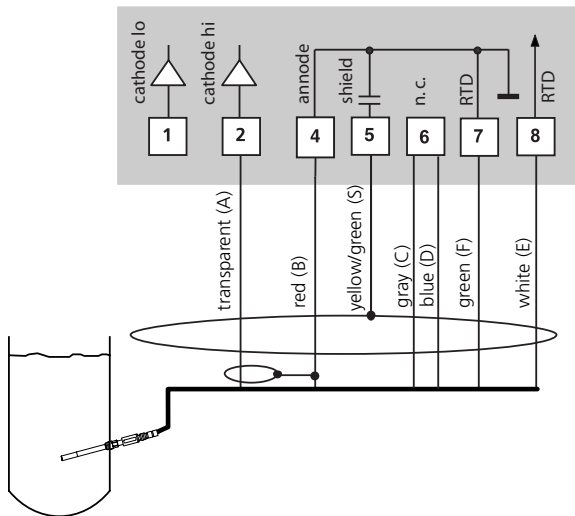 cathode lo
cathode hi
annode
shield
n. c.
RTD
RTD
1
2
4
5
6
7
8
transparent (A)
red (B)
yellow/green (S)
gray (C)
blue (D)
green (F)
white (E)